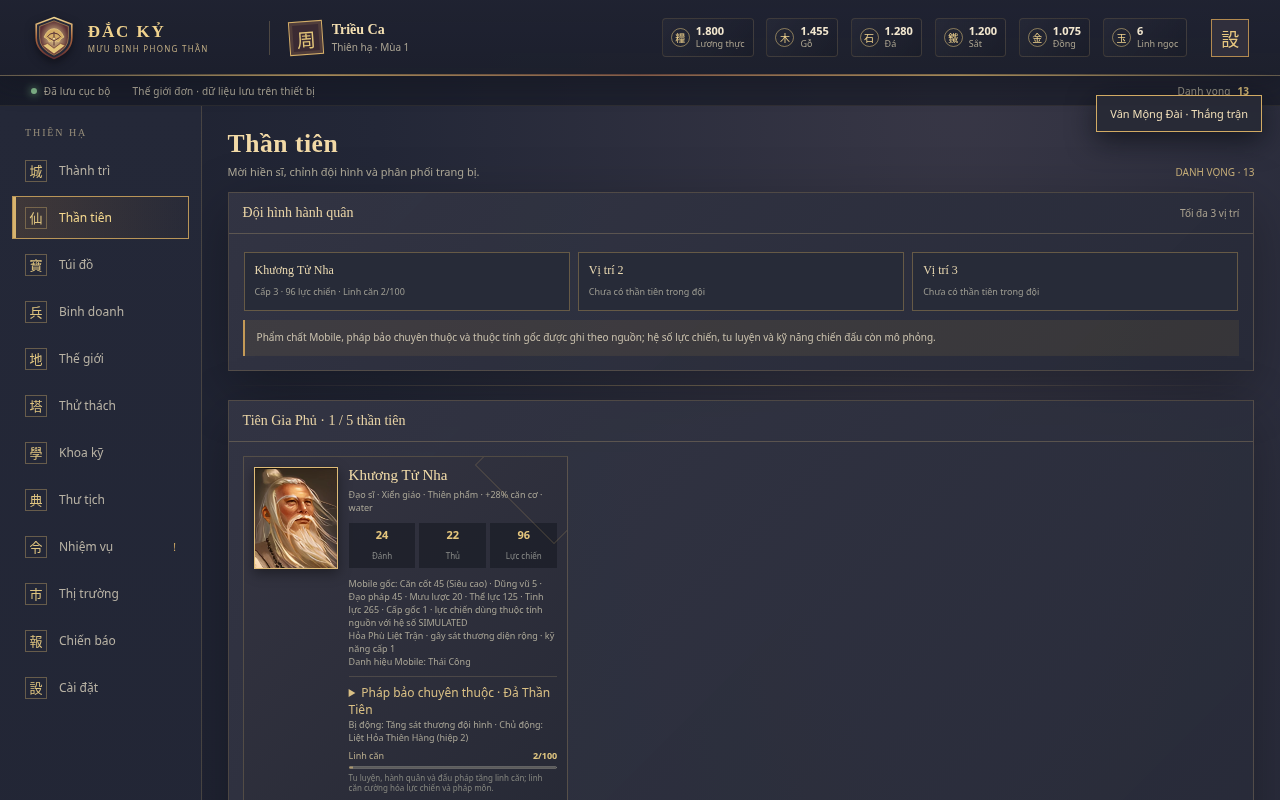 ĐẮC KỶ
MƯU ĐỊNH PHONG THẦN
周
Triều Ca
Thiên hạ · Mùa 1
糧 1.800 Lương thực
木 1.455 Gỗ
石 1.280 Đá
鐵 1.200 Sắt
金 1.075 Đồng
玉 6 Linh ngọc
設
Đã lưu cục bộ
Thế giới đơn · dữ liệu lưu trên thiết bị
Danh vọng 13
Vân Mộng Đài · Thắng trận
THIÊN HẠ
城 Thành trì
仙 Thần tiên
寶 Túi đồ
兵 Binh doanh
地 Thế giới
塔 Thử thách
學 Khoa kỹ
典 Thư tịch
令 Nhiệm vụ !
市 Thị trường
報 Chiến báo
設 Cài đặt
Thần tiên
Mời hiền sĩ, chỉnh đội hình và phân phối trang bị.
DANH VỌNG · 13
Đội hình hành quân
Tối đa 3 vị trí
Khương Tử Nha
Cấp 3 · 96 lực chiến · Linh căn 2/100
Vị trí 2
Chưa có thần tiên trong đội
Vị trí 3
Chưa có thần tiên trong đội
Phẩm chất Mobile, pháp bảo chuyên thuộc và thuộc tính gốc được ghi theo nguồn; hệ số lực chiến, tu luyện và kỹ năng chiến đấu còn mô phỏng.
Tiên Gia Phủ · 1 / 5 thần tiên
Khương Tử Nha
Đạo sĩ · Xiển giáo · Thiên phẩm · +28% căn cơ ·
water
24 Đánh
22 Thủ
96 Lực chiến
Mobile gốc: Căn cốt 45 (Siêu cao) · Dũng vũ 5 ·
Đạo pháp 45 · Mưu lược 20 · Thể lực 125 · Tinh
lực 265 · Cấp gốc 1 · lực chiến dùng thuộc tính
nguồn với hệ số SIMULATED
Hỏa Phù Liệt Trận · gây sát thương diện rộng · kỹ
năng cấp 1
Danh hiệu Mobile: Thái Công
▶ Pháp bảo chuyên thuộc · Đả Thần
Tiên
Bị động: Tăng sát thương đội hình · Chủ động:
Liệt Hỏa Thiên Hàng (hiệp 2)
Linh căn 2/100
Tu luyện, hành quân và đấu pháp tăng linh căn; linh
căn cường hóa lực chiến và pháp môn.